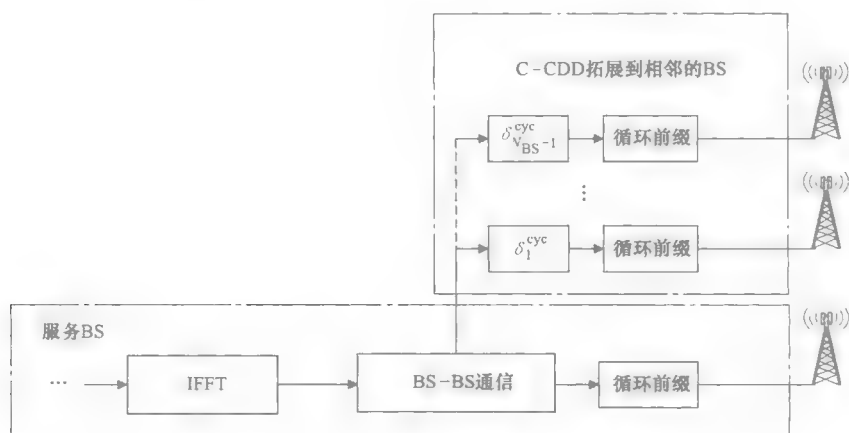 C-CDD拓展到相邻的BS
δ^cyc_{N_BS-1} 循环前缀
⋮
δ^cyc_1 循环前缀
服务BS
… IFFT BS-BS通信 循环前缀